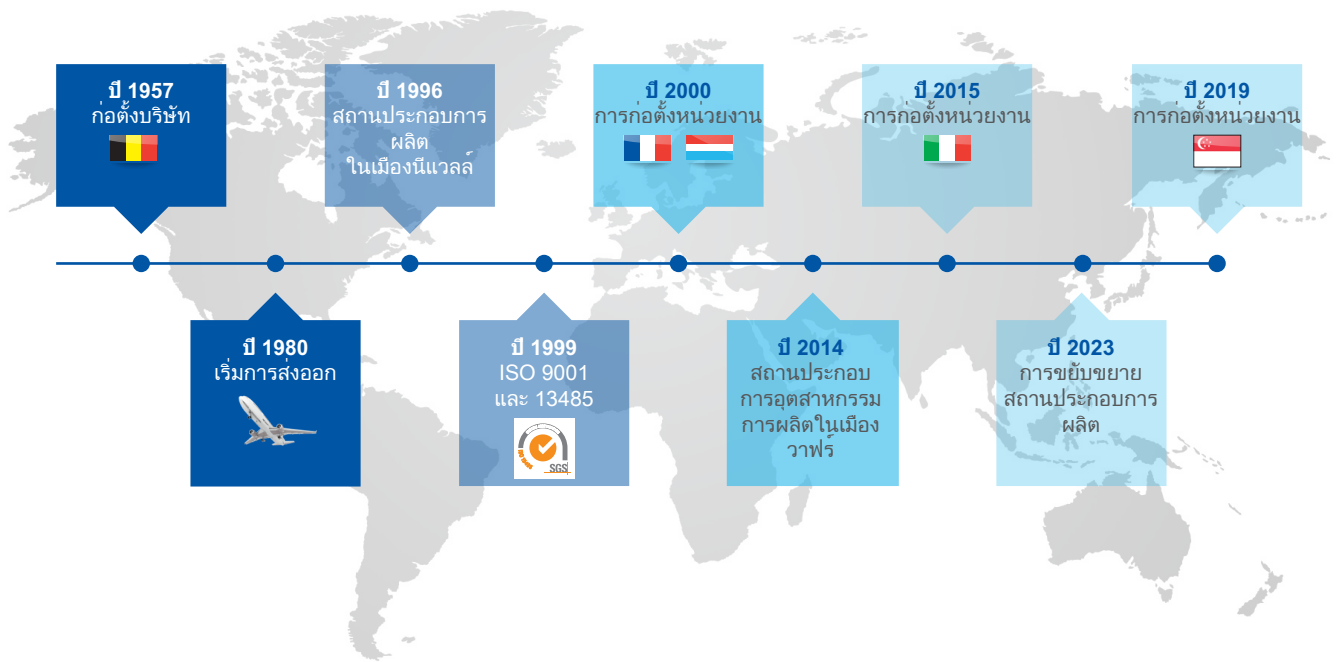 ปี 1957
ก่อตั้งบริษัท
ปี 1996
สถานประกอบการ
ผลิต
ในเมืองนีแวลล์
ปี 2000
การก่อตั้งหน่วยงาน
ปี 2015
การก่อตั้งหน่วยงาน
ปี 2019
การก่อตั้งหน่วยงาน
ปี 1980
เริ่มการส่งออก
ปี 1999
ISO 9001
และ 13485
SGS
ปี 2014
สถานประกอบ
การอุตสาหกรรม
การผลิตในเมือง
วาฟร์
ปี 2023
การขยับขยาย
สถานประกอบการ
ผลิต